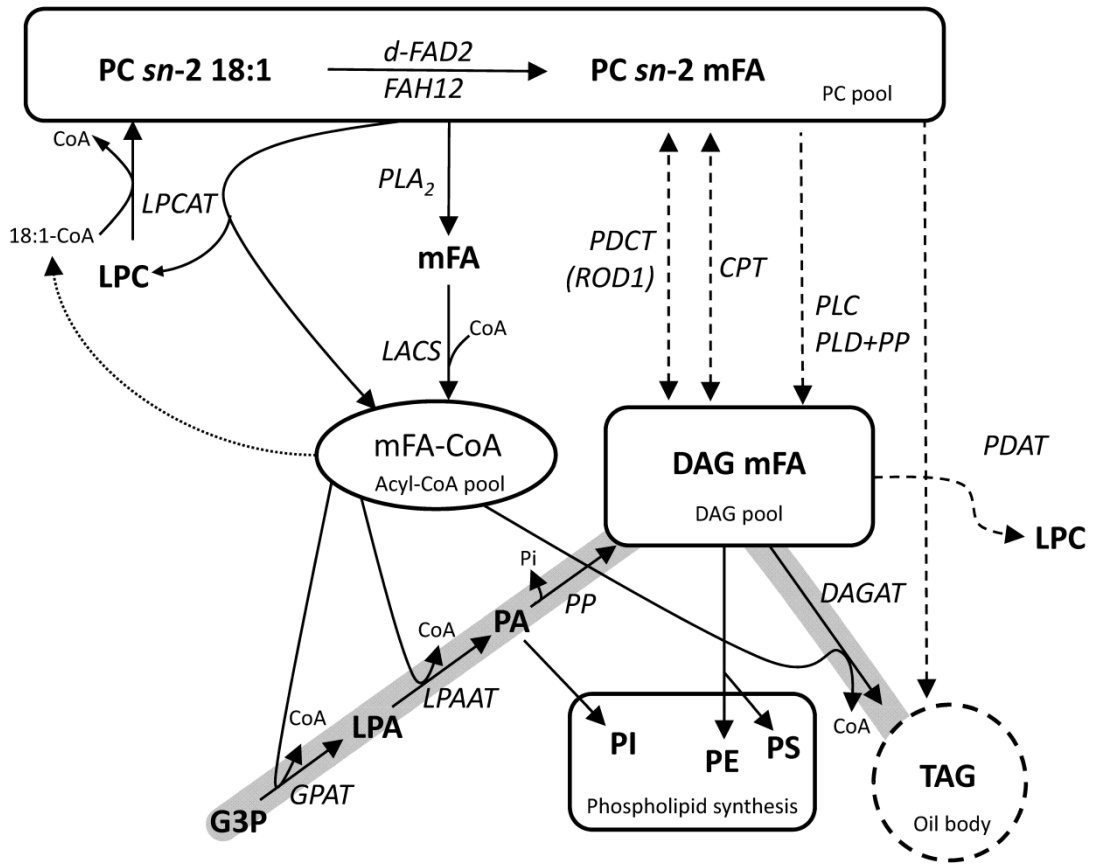 d-FAD2
PC sn-2 18:1
PC sn-2 mFA
FAH12
PC pool
CoA
LPCAT
PLA2
18:1-CoA
LPC
mFA
PDCT
(ROD1)
CPT
PLC
PLD+PP
CoA
LACS
mFA-CoA
Acyl-CoA pool
DAG mFA
DAG pool
PDAT
LPC
Pi
PP
PA
DAGAT
CoA
LPAAT
LPA
CoA
GPAT
G3P
PI
PE
PS
Phospholipid synthesis
CoA
TAG
Oil body